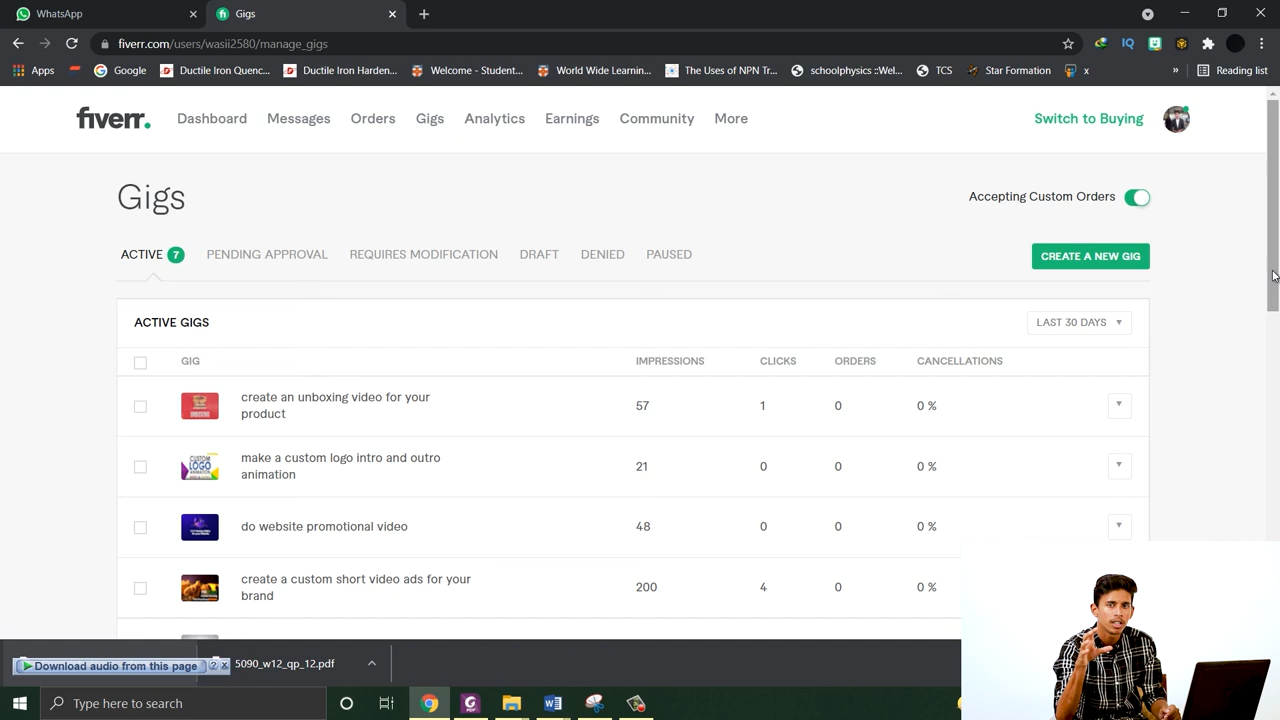 WhatsApp
Gigs
fiverr.com/users/wasii2580/manage_gigs
Apps
Google
Ductile Iron Quenc...
Ductile Iron Harden...
Welcome - Student...
World Wide Learnin...
The Uses of NPN Tr...
schoolphysics ::Wel...
TCS
Star Formation
x
»
Reading list
fiverr.
Dashboard
Messages
Orders
Gigs
Analytics
Earnings
Community
More
Switch to Buying
Gigs
Accepting Custom Orders
ACTIVE 7
PENDING APPROVAL
REQUIRES MODIFICATION
DRAFT
DENIED
PAUSED
CREATE A NEW GIG
ACTIVE GIGS
LAST 30 DAYS
GIG
IMPRESSIONS
CLICKS
ORDERS
CANCELLATIONS
create an unboxing video for your
product
57
1
0
0 %
CUSTOM
LOGO
ANIMATION
make a custom logo intro and outro
animation
21
0
0
0 %
do website promotional video
48
0
0
0 %
create a custom short video ads for your
brand
200
4
0
0 %
Download audio from this page
?
x
5090_w12_qp_12.pdf
Type here to search